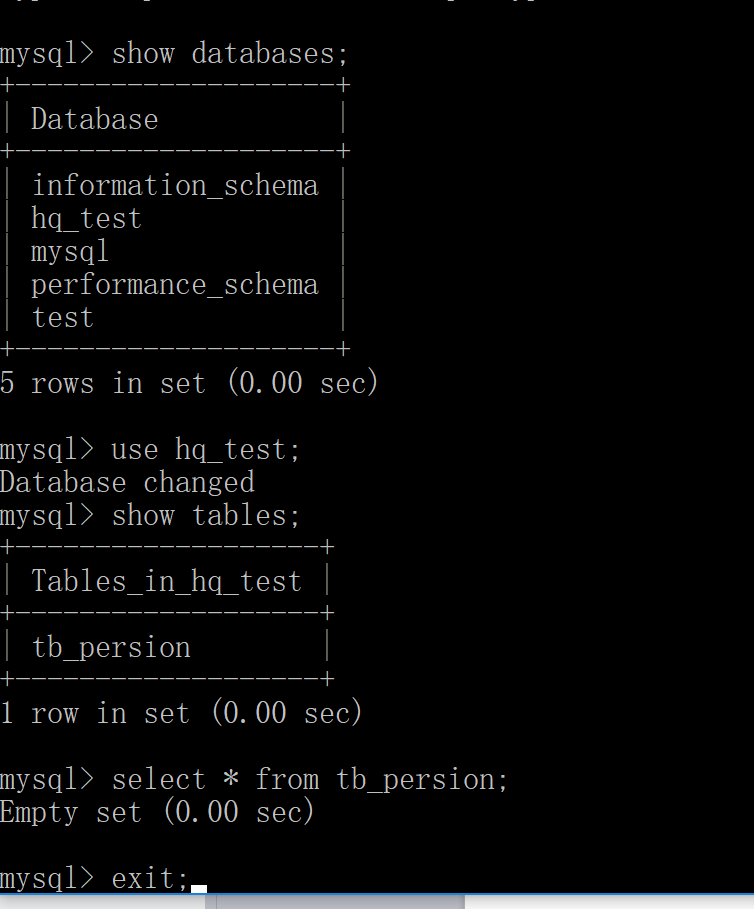 mysql> show databases;
+--------------------+
| Database           |
+--------------------+
| information_schema |
| hq_test            |
| mysql              |
| performance_schema |
| test               |
+--------------------+
5 rows in set (0.00 sec)
mysql> use hq_test;
Database changed
mysql> show tables;
+-------------------+
| Tables_in_hq_test |
+-------------------+
| tb_persion        |
+-------------------+
1 row in set (0.00 sec)
mysql> select * from tb_persion;
Empty set (0.00 sec)
mysql> exit;